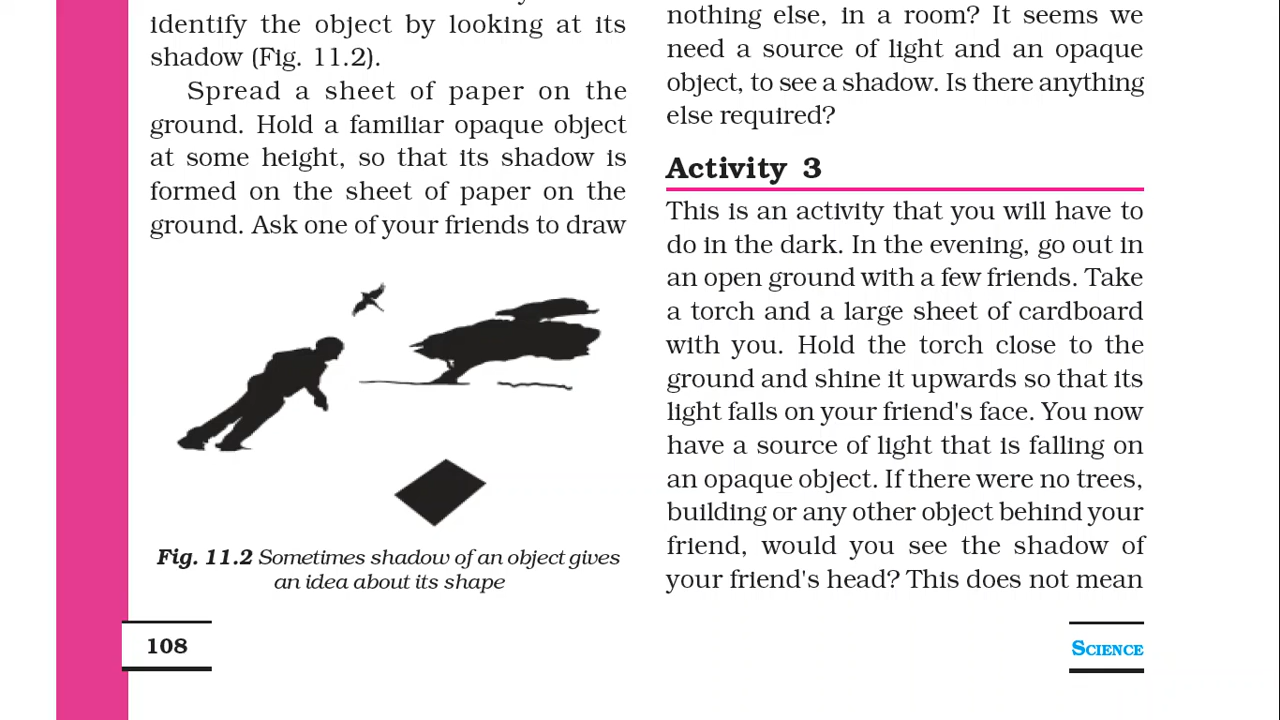 identify the object by looking at its
shadow (Fig. 11.2).
Spread a sheet of paper on the
ground. Hold a familiar opaque object
at some height, so that its shadow is
formed on the sheet of paper on the
ground. Ask one of your friends to draw
Fig. 11.2 Sometimes shadow of an object gives
an idea about its shape
108
nothing else, in a room? It seems we
need a source of light and an opaque
object, to see a shadow. Is there anything
else required?
Activity 3
This is an activity that you will have to
do in the dark. In the evening, go out in
an open ground with a few friends. Take
a torch and a large sheet of cardboard
with you. Hold the torch close to the
ground and shine it upwards so that its
light falls on your friend's face. You now
have a source of light that is falling on
an opaque object. If there were no trees,
building or any other object behind your
friend, would you see the shadow of
your friend's head? This does not mean
SCIENCE